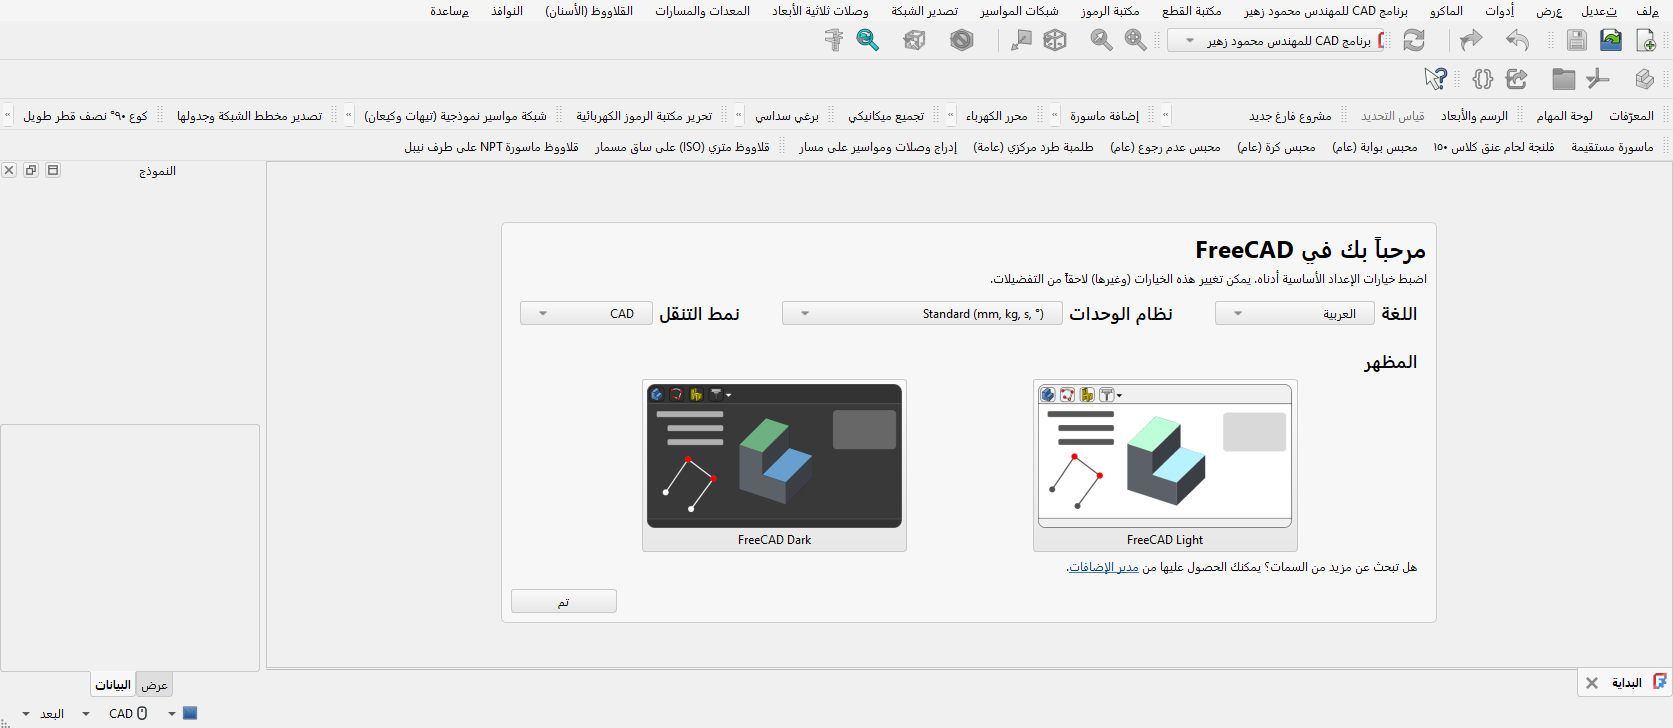 ملف تعديل عرض أدوات الماكرو برنامج CAD للمهندس محمود زهير مكتبة القطع مكتبة الرموز شبكات المواسير تصدير الشبكة وصلات ثلاثية الأبعاد المعدات والمسارات القلاووظ (الأسنان) النوافذ مساعدة
برنامج CAD للمهندس محمود زهير
المعرّفات لوحة المهام الرسم والأبعاد قياس التحديد مشروع فارغ جديد » إضافة ماسورة » محرر الكهرباء » تجميع ميكانيكي برغي سداسي » تحرير مكتبة الرموز الكهربائية شبكة مواسير نموذجية (تيهات وكيعان) » تصدير مخطط الشبكة وجدولها كوع ٩٠° نصف قطر طويل »
ماسورة مستقيمة فلنجة لحام عنق كلاس ١٥٠ محبس بوابة (عام) محبس كرة (عام) محبس عدم رجوع (عام) طلمبة طرد مركزي (عامة) إدراج وصلات ومواسير على مسار قلاووظ متري (ISO) على ساق مسمار قلاووظ ماسورة NPT على طرف نيبل
النموذج
مرحباً بك في FreeCAD
اضبط خيارات الإعداد الأساسية أدناه. يمكن تغيير هذه الخيارات (وغيرها) لاحقاً من التفضيلات.
اللغة العربية نظام الوحدات Standard (mm, kg, s, °) نمط التنقل CAD
المظهر
FreeCAD Light FreeCAD Dark
هل تبحث عن مزيد من السمات؟ يمكنك الحصول عليها من مدير الإضافات.
تم
عرض البيانات
البداية
CAD البعد